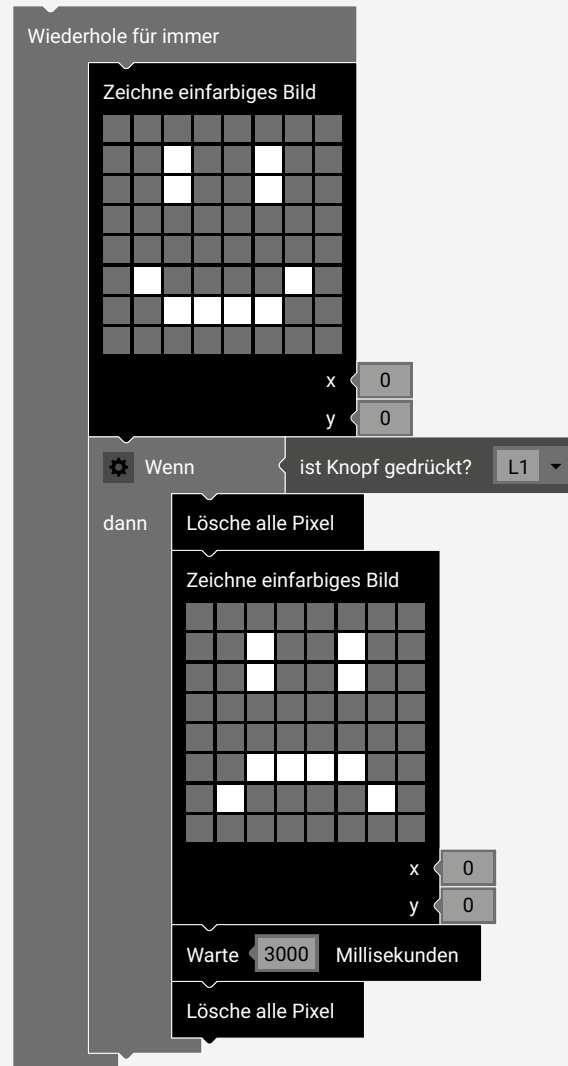 Wiederhole für immer
Zeichne einfarbiges Bild
x 0
y 0
Wenn ist Knopf gedrückt? L1
dann Lösche alle Pixel
Zeichne einfarbiges Bild
x 0
y 0
Warte 3000 Millisekunden
Lösche alle Pixel